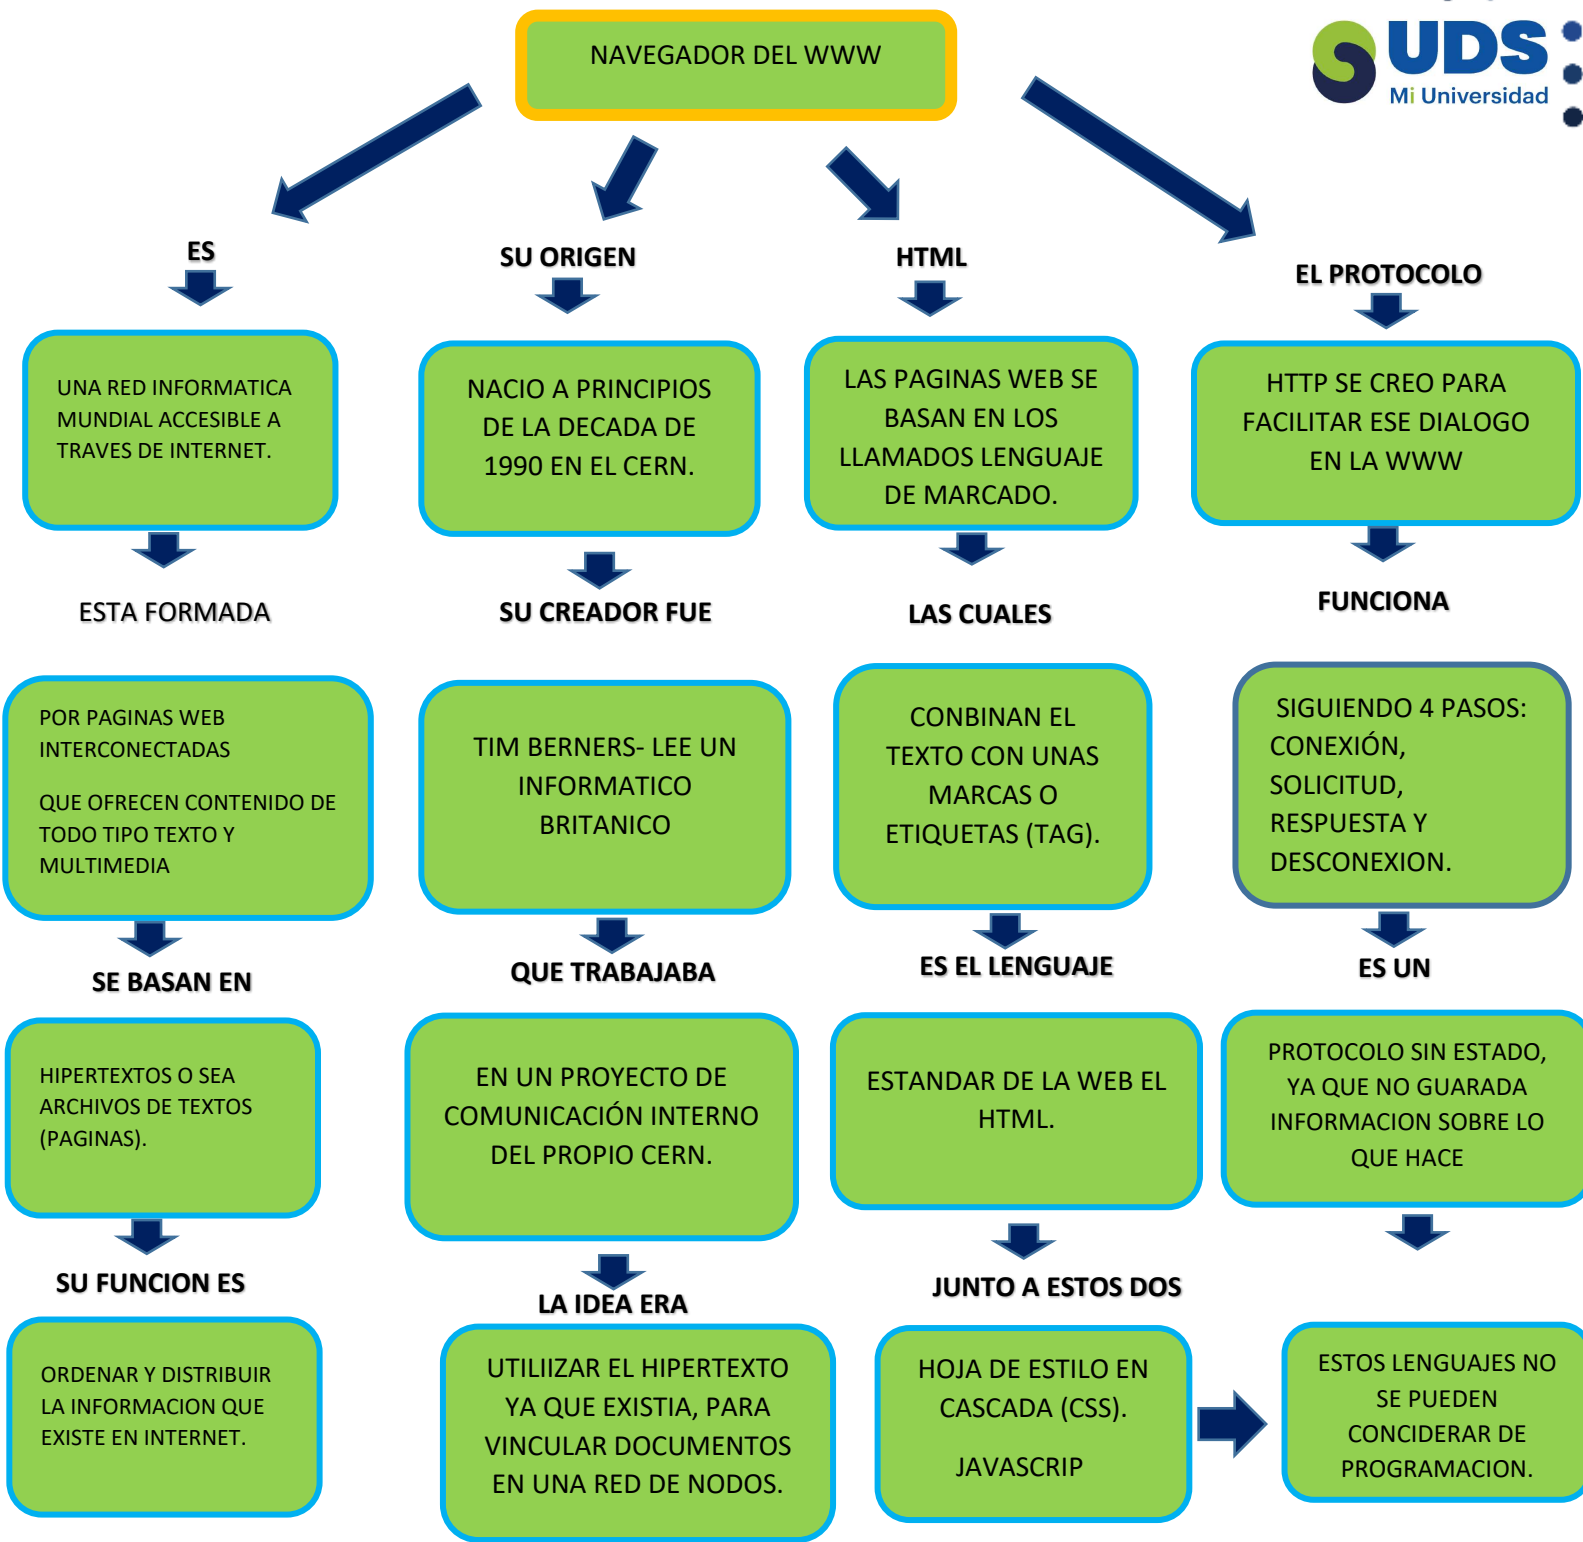 NAVEGADOR DEL WWW
UDS
Mi Universidad
ES
UNA RED INFORMATICA
MUNDIAL ACCESIBLE A
TRAVES DE INTERNET.
ESTA FORMADA
POR PAGINAS WEB
INTERCONECTADAS
QUE OFRECEN CONTENIDO DE
TODO TIPO TEXTO Y
MULTIMEDIA
SE BASAN EN
HIPERTEXTOS O SEA
ARCHIVOS DE TEXTOS
(PAGINAS).
SU FUNCION ES
ORDENAR Y DISTRIBUIR
LA INFORMACION QUE
EXISTE EN INTERNET.
SU ORIGEN
NACIO A PRINCIPIOS
DE LA DECADA DE
1990 EN EL CERN.
SU CREADOR FUE
TIM BERNERS- LEE UN
INFORMATICO
BRITANICO
QUE TRABAJABA
EN UN PROYECTO DE
COMUNICACIÓN INTERNO
DEL PROPIO CERN.
LA IDEA ERA
UTILIIZAR EL HIPERTEXTO
YA QUE EXISTIA, PARA
VINCULAR DOCUMENTOS
EN UNA RED DE NODOS.
HTML
LAS PAGINAS WEB SE
BASAN EN LOS
LLAMADOS LENGUAJE
DE MARCADO.
LAS CUALES
CONBINAN EL
TEXTO CON UNAS
MARCAS O
ETIQUETAS (TAG).
ES EL LENGUAJE
ESTANDAR DE LA WEB EL
HTML.
JUNTO A ESTOS DOS
HOJA DE ESTILO EN
CASCADA (CSS).
JAVASCRIP
EL PROTOCOLO
HTTP SE CREO PARA
FACILITAR ESE DIALOGO
EN LA WWW
FUNCIONA
SIGUIENDO 4 PASOS:
CONEXIÓN,
SOLICITUD,
RESPUESTA Y
DESCONEXION.
ES UN
PROTOCOLO SIN ESTADO,
YA QUE NO GUARADA
INFORMACION SOBRE LO
QUE HACE
ESTOS LENGUAJES NO
SE PUEDEN
CONCIDERAR DE
PROGRAMACION.